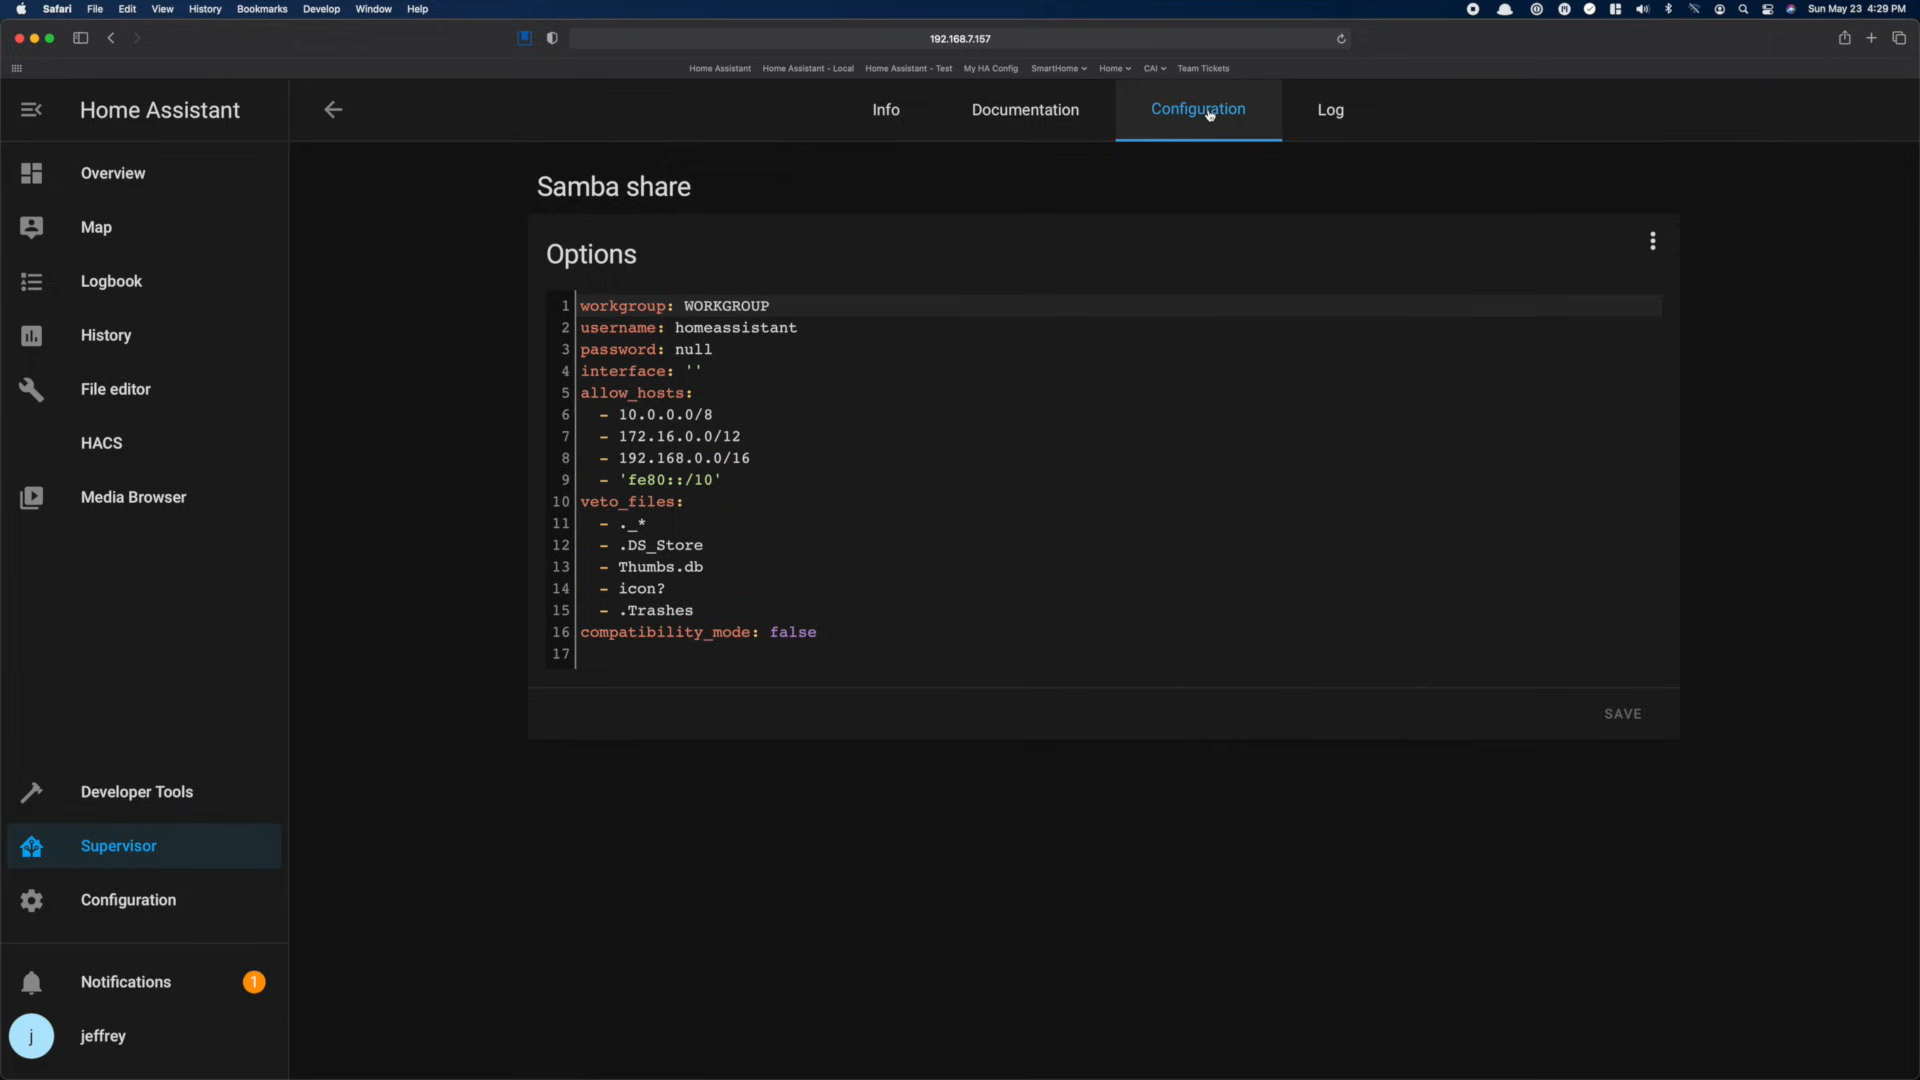 Safari File Edit View History Bookmarks Develop Window Help
Sun May 23 4:29 PM
192.168.7.157
Home Assistant Home Assistant - Local Home Assistant - Test My HA Config SmartHome Home CAI Team Tickets
Home Assistant
Info Documentation Configuration Log
Overview
Map
Logbook
History
File editor
HACS
Media Browser
Developer Tools
Supervisor
Configuration
Notifications 1
j jeffrey
Samba share
Options
1 workgroup: WORKGROUP
2 username: homeassistant
3 password: null
4 interface: ''
5 allow_hosts:
6 - 10.0.0.0/8
7 - 172.16.0.0/12
8 - 192.168.0.0/16
9 - 'fe80::/10'
10 veto_files:
11 - ._*
12 - .DS_Store
13 - Thumbs.db
14 - icon?
15 - .Trashes
16 compatibility_mode: false
17
SAVE